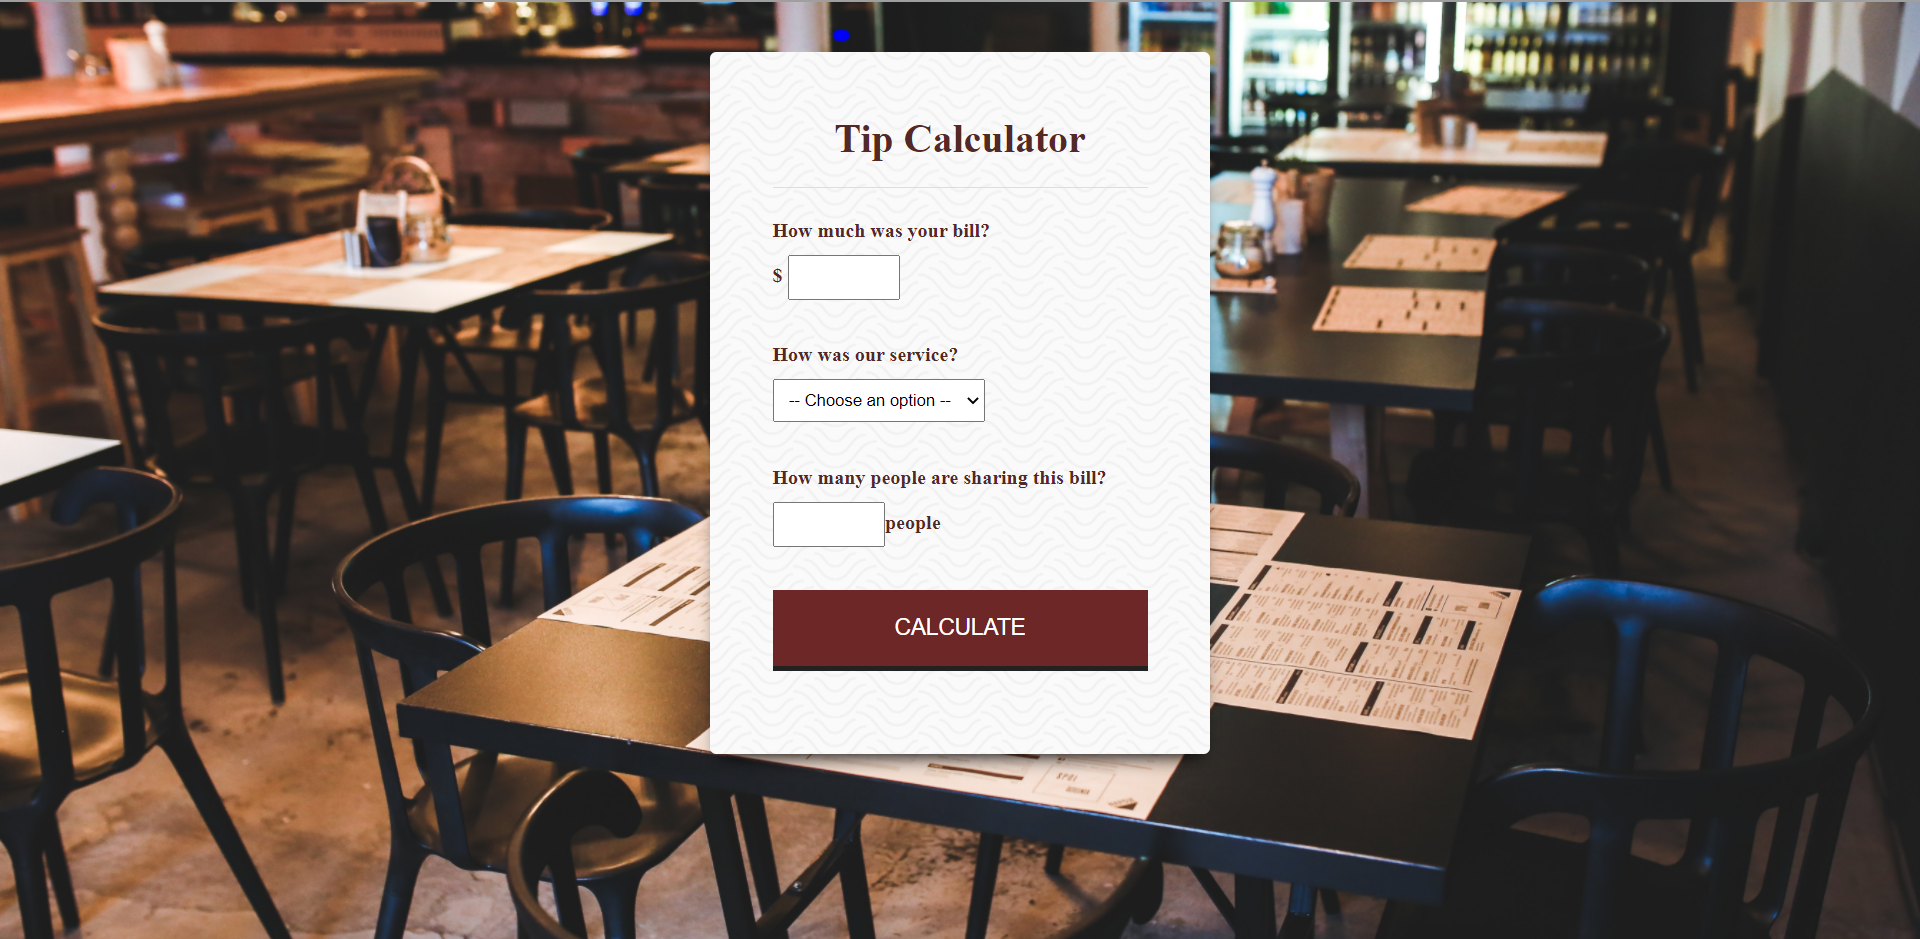 Tip Calculator
How much was your bill?
$
How was our service?
-- Choose an option --
How many people are sharing this bill?
people
CALCULATE